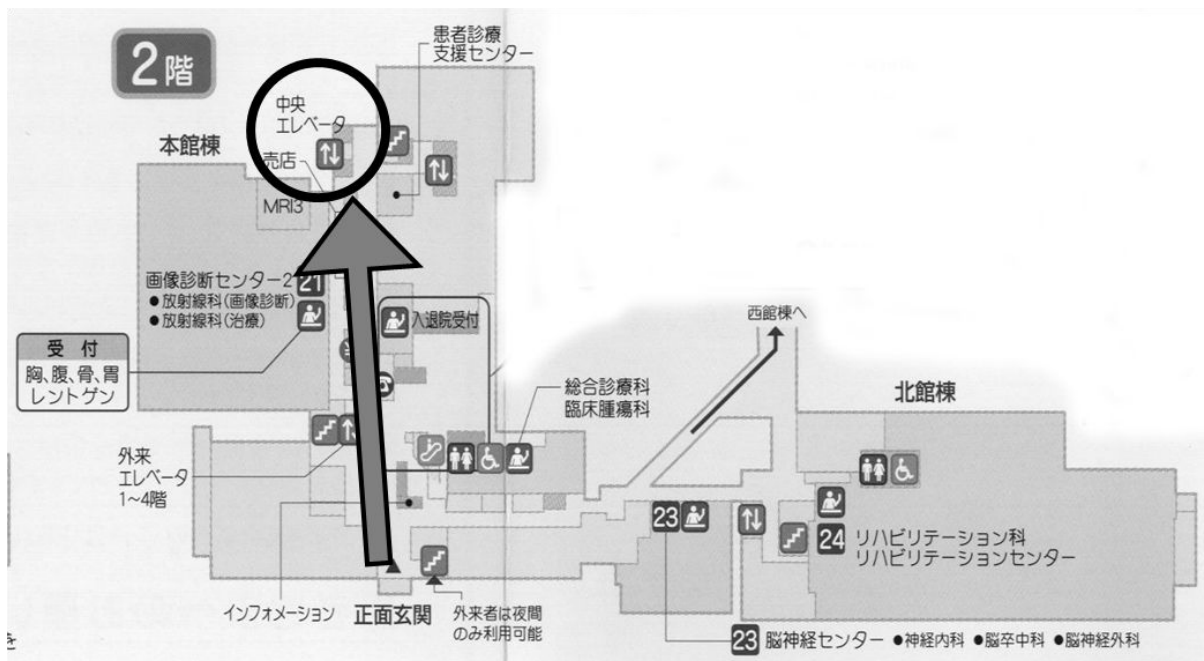 2階
患者診療
支援センター
中央
エレベータ
本館棟
売店
MRI3
画像診断センター2 21
●放射線科(画像診断)
●放射線科(治療)
入退院受付
受付
胸、腹、骨、胃
レントゲン
西館棟へ
総合診療科
臨床腫瘍科
北館棟
外来
エレベータ
1~4階
23
24 リハビリテーション科
リハビリテーションセンター
インフォメーション
正面玄関
外来者は夜間
のみ利用可能
23 脳神経センター ●神経内科 ●脳卒中科 ●脳神経外科
を